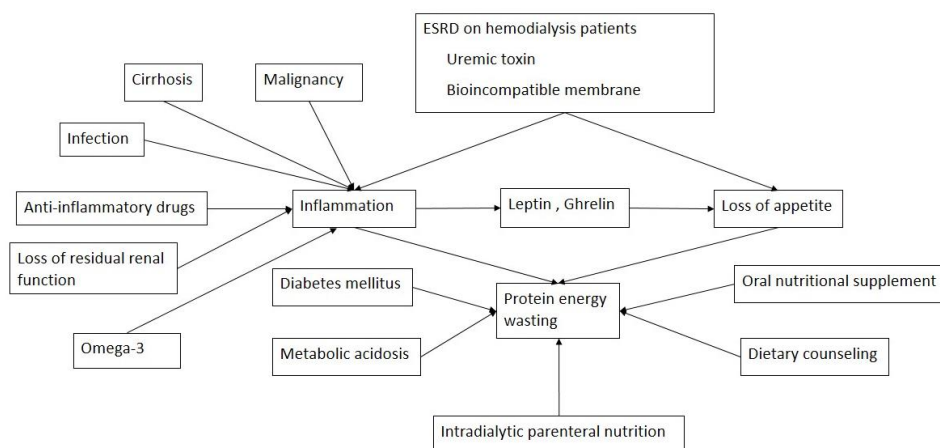 ESRD on hemodialysis patients
Uremic toxin
Bioincompatible membrane
Cirrhosis
Malignancy
Infection
Anti-inflammatory drugs
Inflammation
Leptin , Ghrelin
Loss of appetite
Loss of residual renal
function
Diabetes mellitus
Protein energy
wasting
Oral nutritional supplement
Omega-3
Metabolic acidosis
Dietary counseling
Intradialytic parenteral nutrition